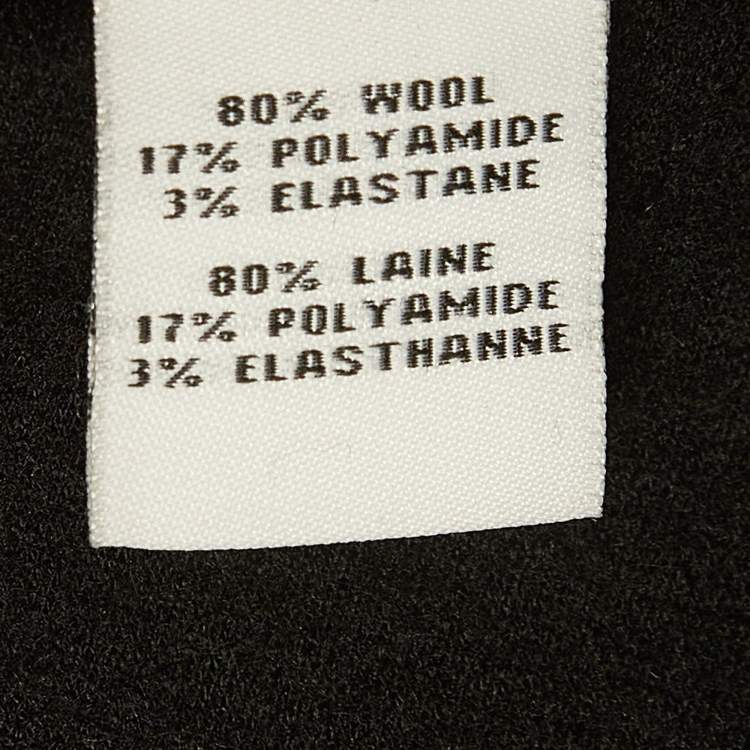 80% WOOL
17% POLYAMIDE
3% ELASTANE
80% LAINE
17% POLYAMIDE
3% ELASTHANNE